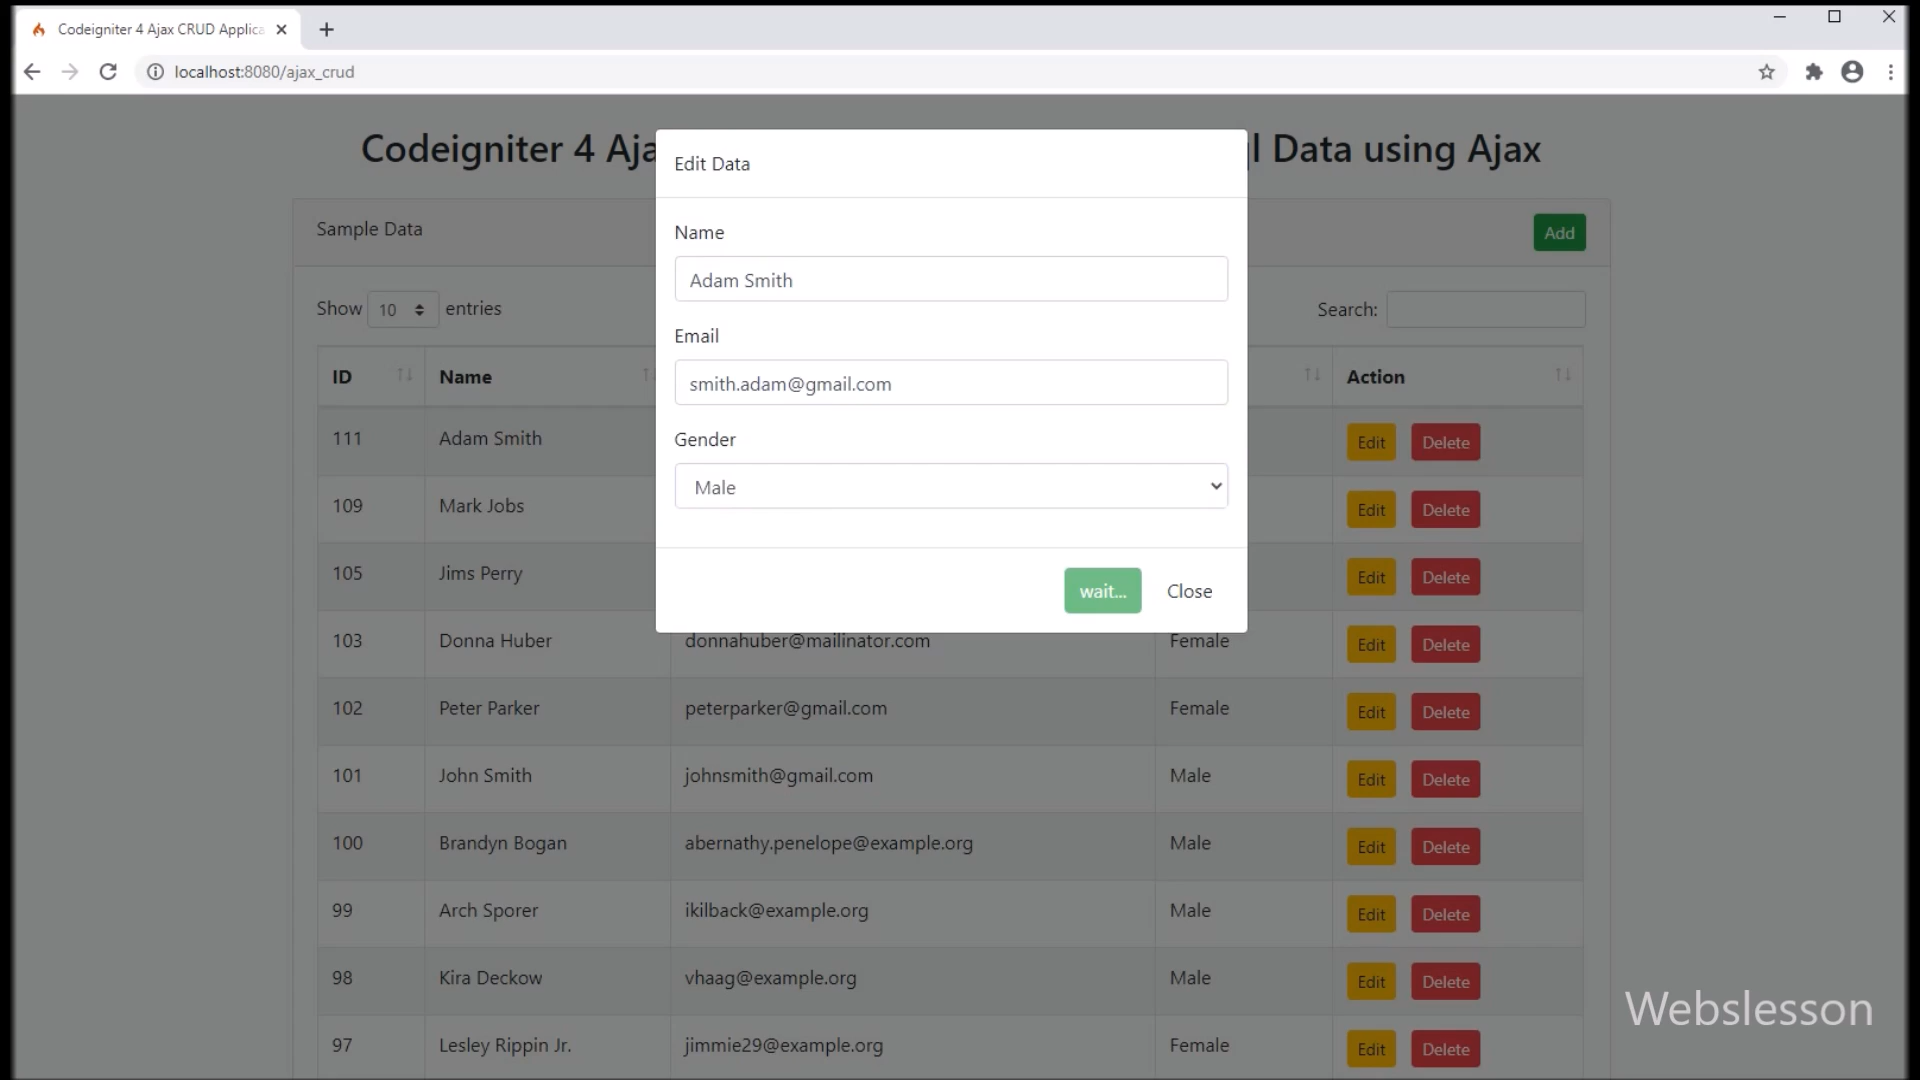 Codeigniter 4 Ajax CRUD Applica
localhost:8080/ajax_crud
Codeigniter 4 Aja l Data using Ajax
Sample Data
Add
Show 10 entries
Search:
ID Name Action
111 Adam Smith Edit Delete
109 Mark Jobs Edit Delete
105 Jims Perry Edit Delete
103 Donna Huber donnahuber@mailinator.com Female Edit Delete
102 Peter Parker peterparker@gmail.com Female Edit Delete
101 John Smith johnsmith@gmail.com Male Edit Delete
100 Brandyn Bogan abernathy.penelope@example.org Male Edit Delete
99 Arch Sporer ikilback@example.org Male Edit Delete
98 Kira Deckow vhaag@example.org Male Edit Delete
97 Lesley Rippin Jr. jimmie29@example.org Female Edit Delete
Edit Data
Name
Adam Smith
Email
smith.adam@gmail.com
Gender
Male
wait...
Close
Webslesson